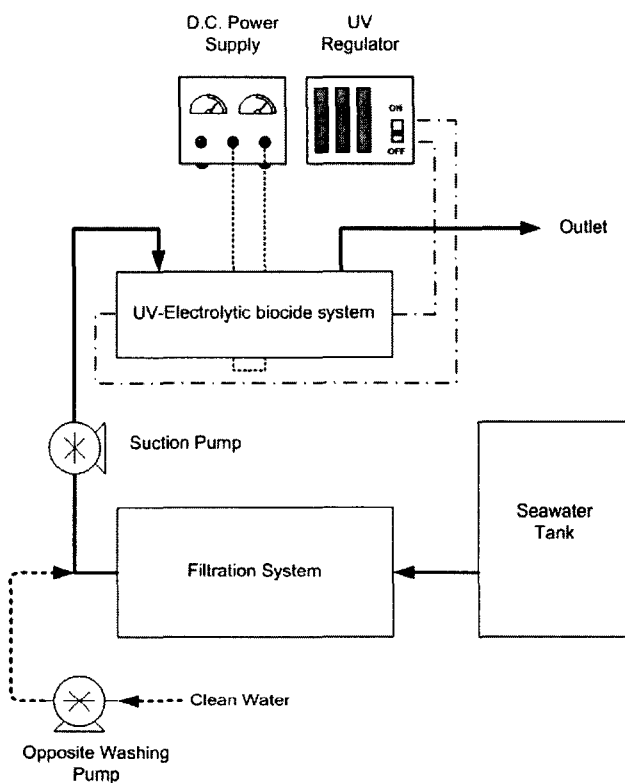 D.C. Power
Supply
UV
Regulator
ON
OFF
Outlet
UV-Electrolytic biocide system
Suction Pump
Seawater
Tank
Filtration System
Clean Water
Opposite Washing
Pump